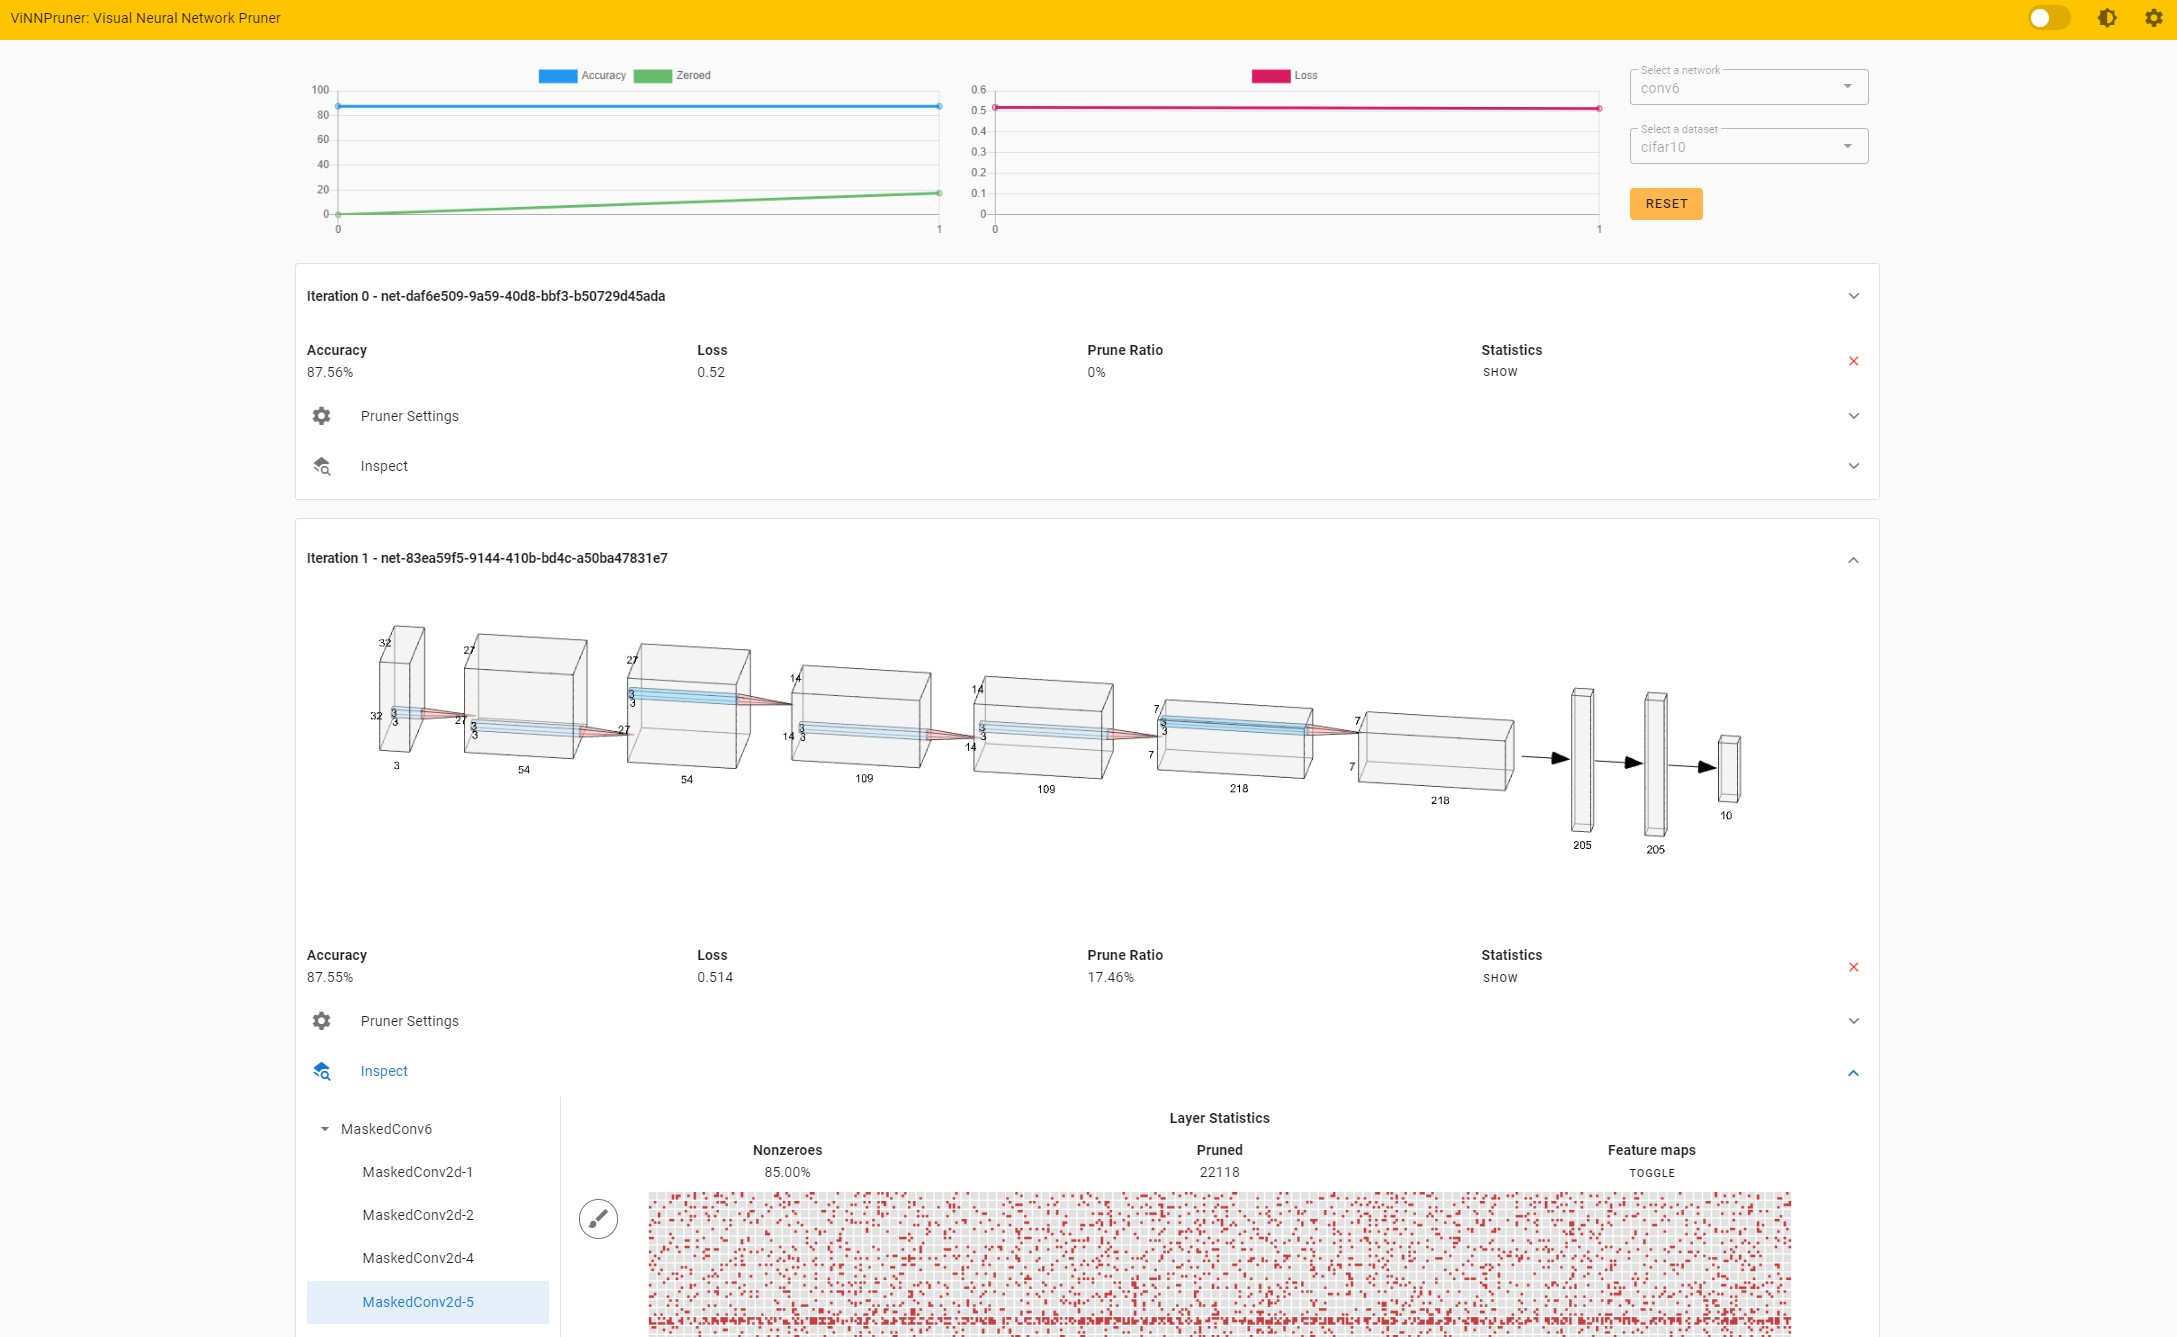 ViNNPruner: Visual Neural Network Pruner
Accuracy Zeroed
100
80
60
40
20
0
0 1
Loss
0.6
0.5
0.4
0.3
0.2
0.1
0
0 1
Select a network
conv6
Select a dataset
cifar10
RESET
Iteration 0 - net-daf6e509-9a59-40d8-bbf3-b50729d45ada
Accuracy Loss Prune Ratio Statistics
87.56% 0.52 0% SHOW
Pruner Settings
Inspect
Iteration 1 - net-83ea59f5-9144-410b-bd4c-a50ba47831e7
32 32 3 3 3
27 27 3 3 54
27 27 3 3 54
14 14 3 3 109
14 14 3 3 109
7 7 3 3 218
7 7 218
205
205
10
Accuracy Loss Prune Ratio Statistics
87.55% 0.514 17.46% SHOW
Pruner Settings
Inspect
MaskedConv6
MaskedConv2d-1
MaskedConv2d-2
MaskedConv2d-4
MaskedConv2d-5
Layer Statistics
Nonzeroes Pruned Feature maps
85.00% 22118 TOGGLE